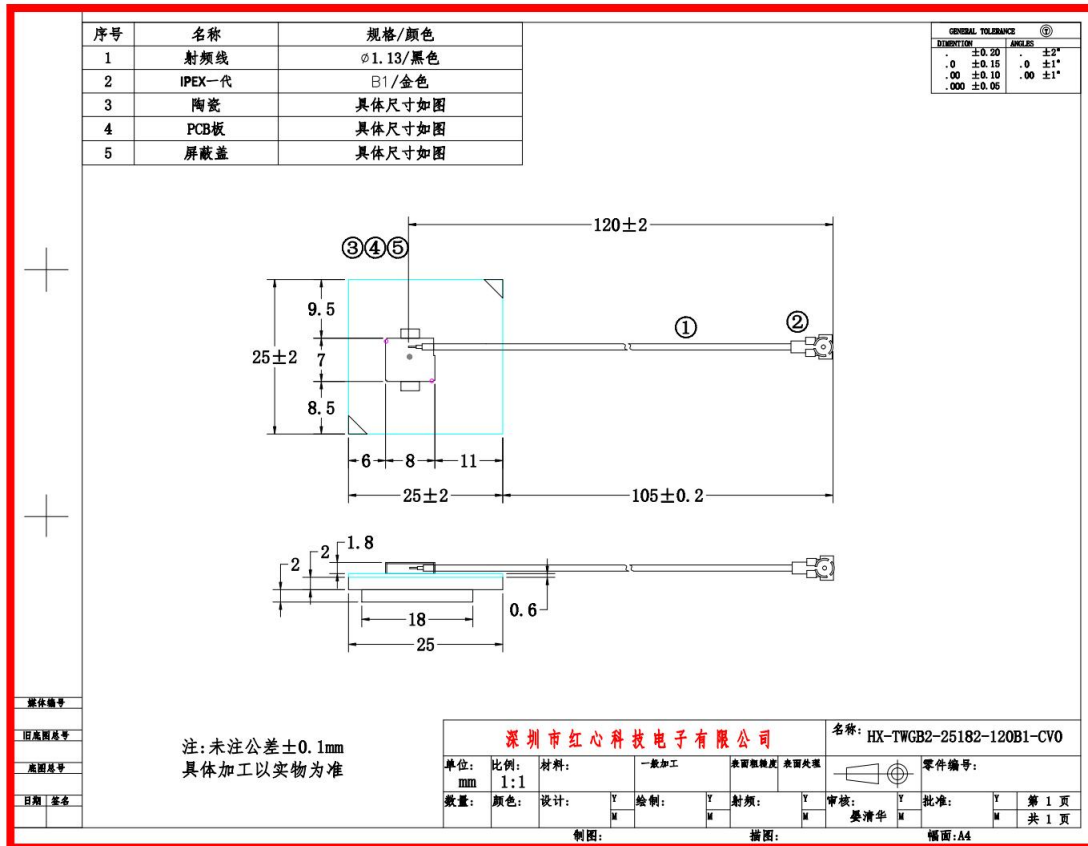 序号 名称 规格/颜色
1 射频线 ∅1.13/黑色
2 IPEX一代 B1/金色
3 陶瓷 具体尺寸如图
4 PCB板 具体尺寸如图
5 屏蔽盖 具体尺寸如图
GENERAL TOLERANCE Ⓣ
DIMENTION ANGLES
. ±0.20 . ±2°
.0 ±0.15 .0 ±1°
.00 ±0.10 .00 ±1°
.000 ±0.05
120±2
③④⑤
① ②
9.5
25±2 7
8.5
6 8 11
25±2 105±0.2
1.8
2
2
0.6
18
25
媒体编号
旧底图总号
底图总号
日期 签名
注:未注公差±0.1mm
具体加工以实物为准
深圳市红心科技电子有限公司 名称: HX-TWGB2-25182-120B1-CV0
单位: mm 比例: 1:1 材料: 一般加工 表面粗糙度 表面处理 零件编号:
数量: 颜色: 设计: Y M 绘制: Y M 射频: Y M 审核: 晏清华 Y M 批准: Y M 第 1 页
共 1 页
制图: 描图: 幅面:A4